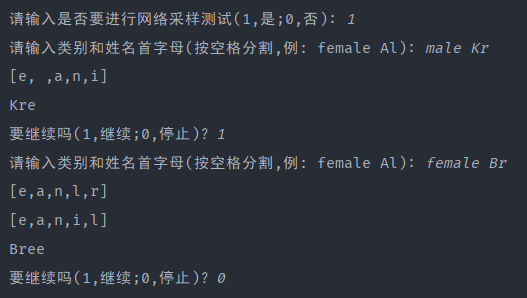 请输入是否要进行网络采样测试(1,是;0,否): 1
请输入类别和姓名首字母(按空格分割,例: female Al): male Kr
[e, ,a,n,i]
Kre
要继续吗(1,继续;0,停止)? 1
请输入类别和姓名首字母(按空格分割,例: female Al): female Br
[e,a,n,l,r]
[e,a,n,i,l]
Bree
要继续吗(1,继续;0,停止)? 0